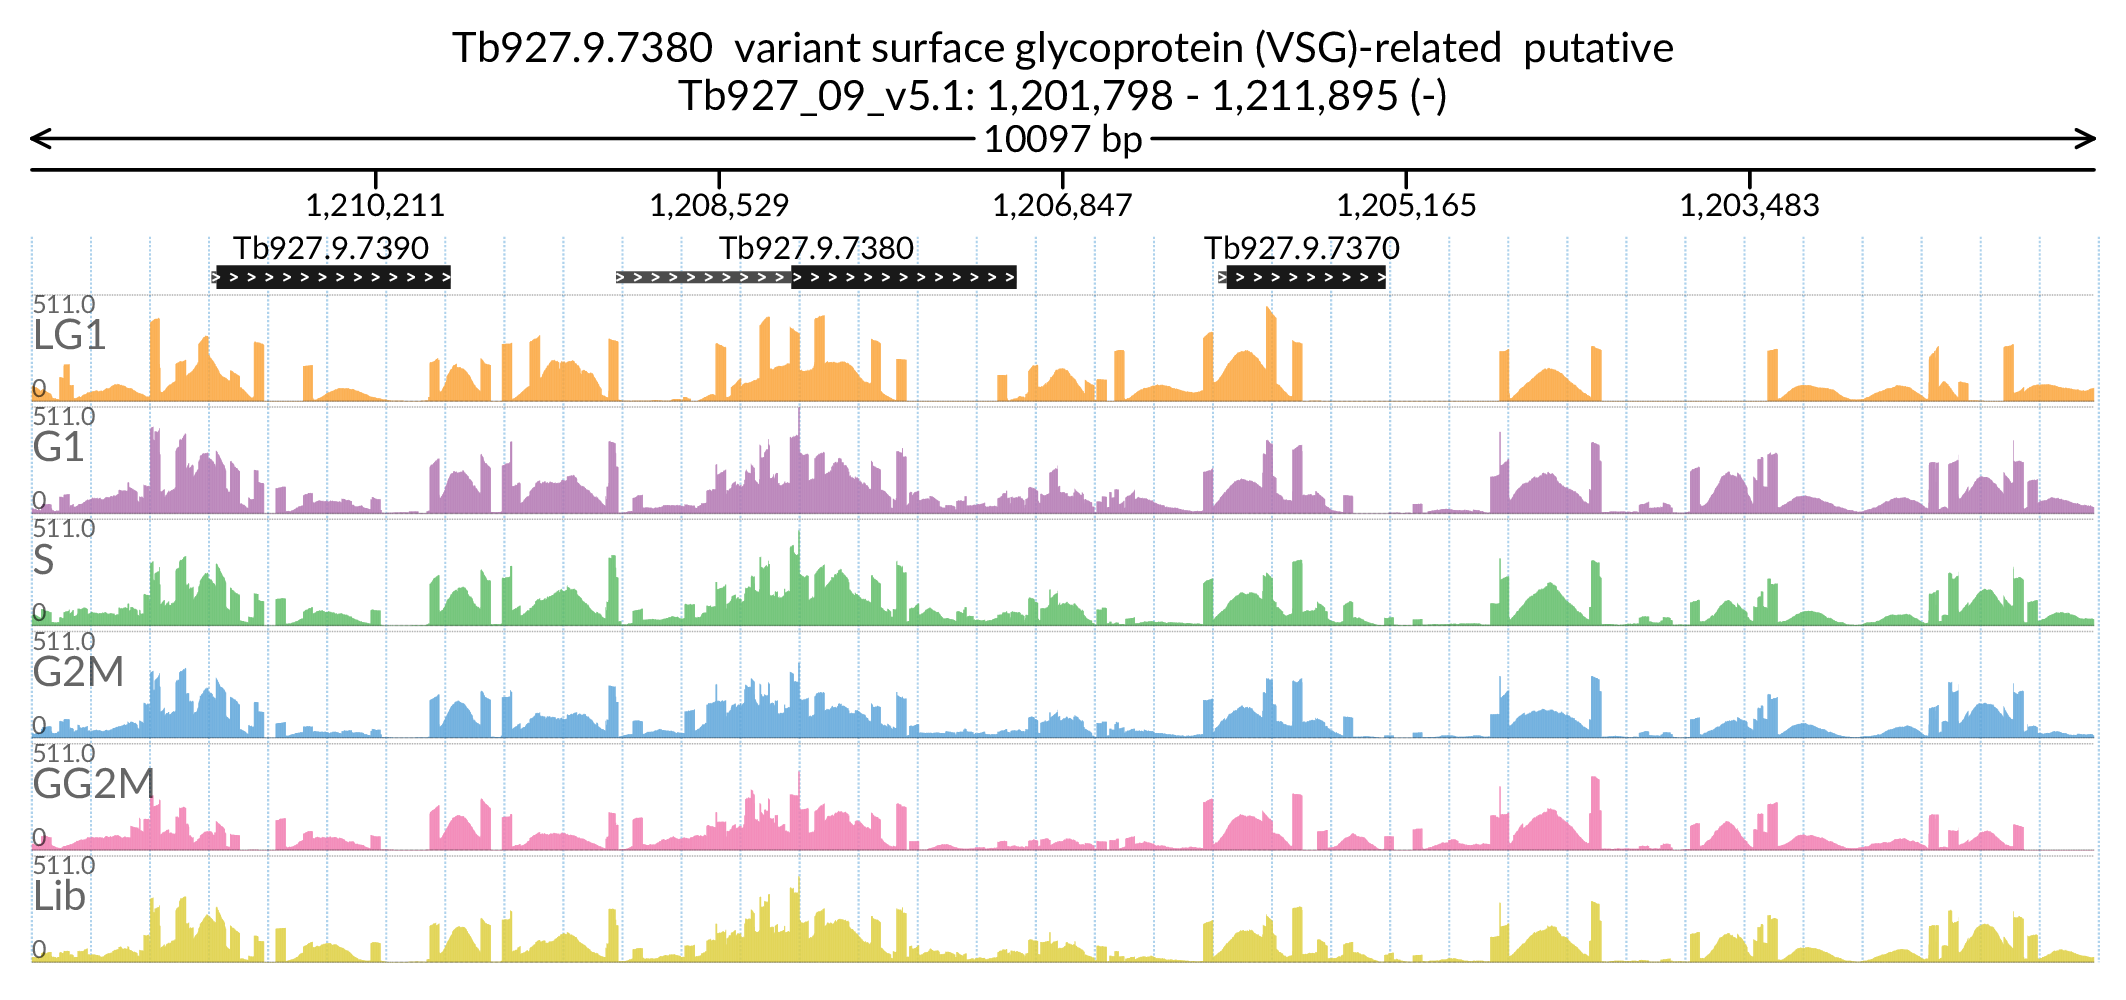 Tb927.9.7380  variant surface glycoprotein (VSG)-related  putative
Tb927_09_v5.1: 1,201,798 - 1,211,895 (-)
10097 bp
1,210,211 1,208,529 1,206,847 1,205,165 1,203,483
Tb927.9.7390 Tb927.9.7380 Tb927.9.7370
511.0
LG1
0
511.0
G1
0
511.0
S
0
511.0
G2M
0
511.0
GG2M
0
511.0
Lib
0